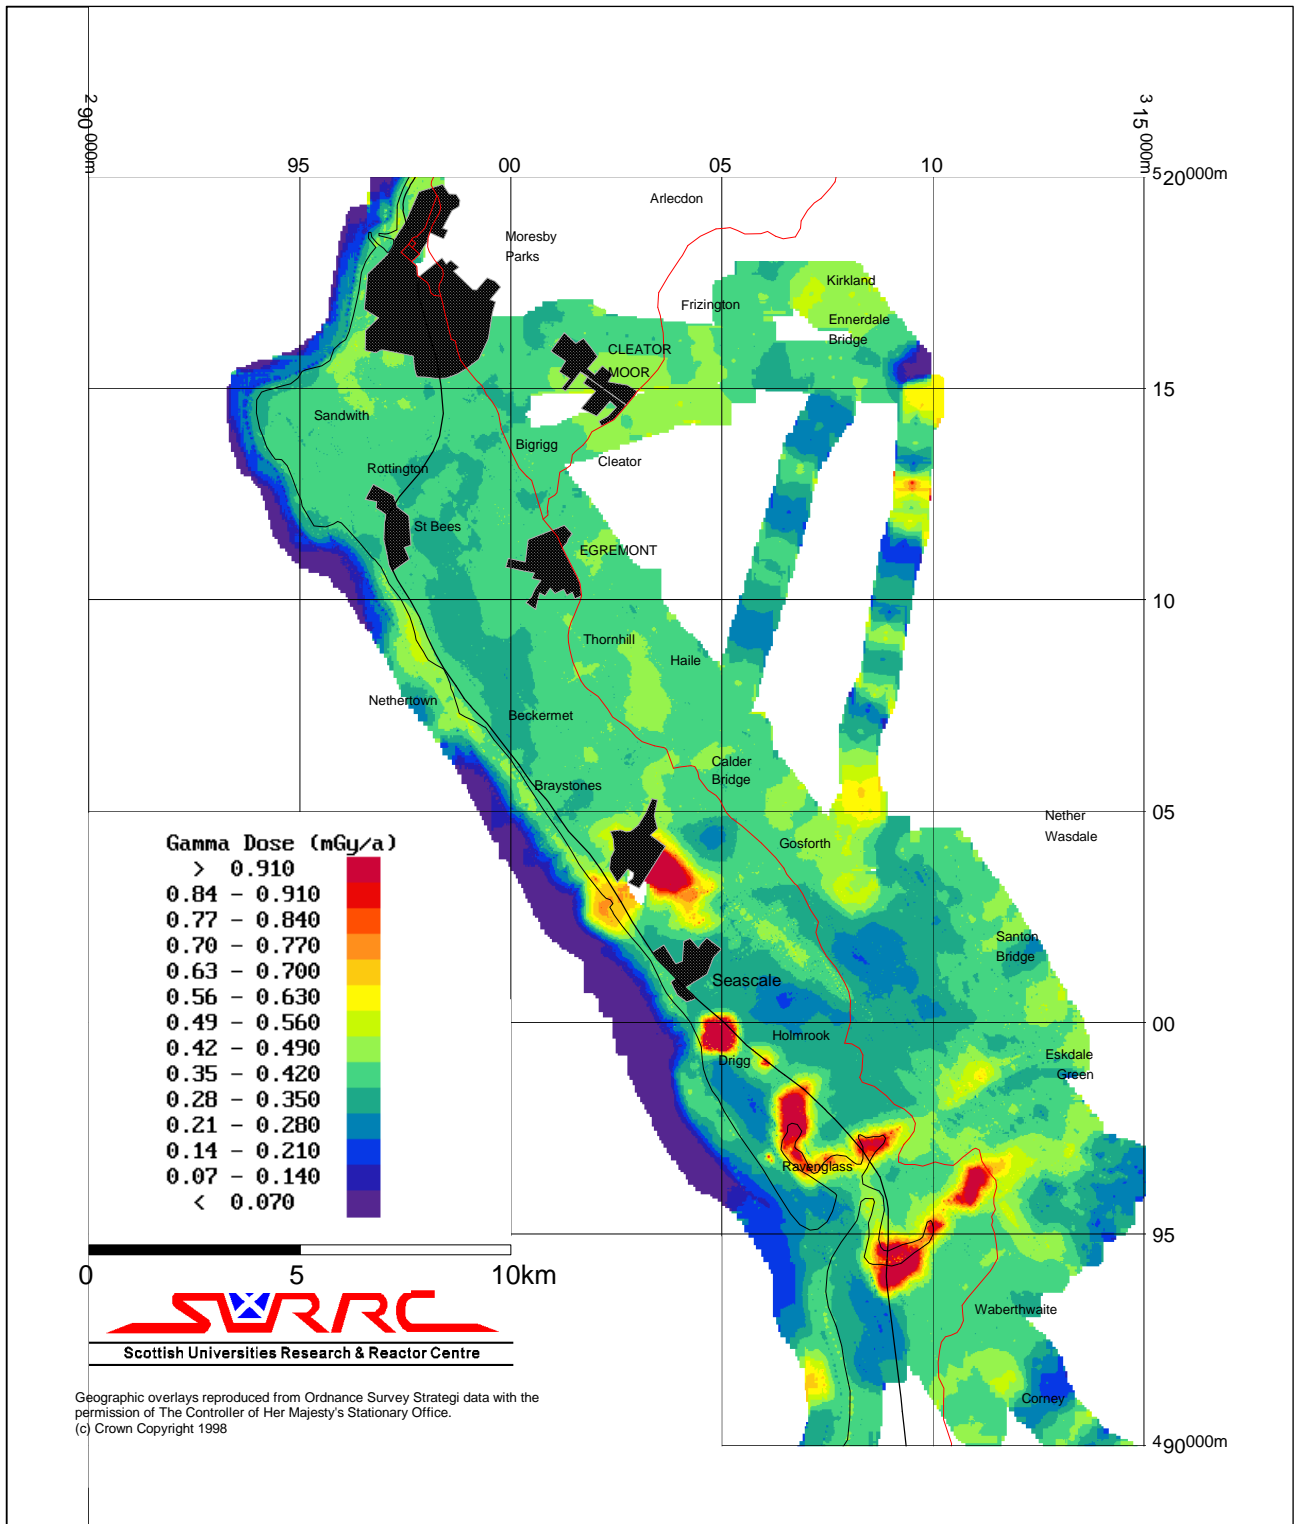 2 90 000m
3 15 000m
95 00 05 10
5 20 000m
Arlecdon
Moresby
Parks
Kirkland
Frizington
Ennerdale
Bridge
CLEATOR
MOOR
15
Sandwith
Bigrigg
Cleator
Rottington
St Bees
EGREMONT
10
Thornhill
Haile
Nethertown
Beckermet
Calder
Bridge
Braystones
05
Nether
Wasdale
Gosforth
Gamma Dose (mGy/a)
> 0.910
0.84 - 0.910
0.77 - 0.840
0.70 - 0.770
0.63 - 0.700
0.56 - 0.630
0.49 - 0.560
0.42 - 0.490
0.35 - 0.420
0.28 - 0.350
0.21 - 0.280
0.14 - 0.210
0.07 - 0.140
< 0.070
Santon
Bridge
Seascale
00
Holmrook
Drigg
Eskdale
Green
Ravenglass
95
0 5 10km
Waberthwaite
SURRC
Scottish Universities Research & Reactor Centre
Corney
Geographic overlays reproduced from Ordnance Survey Strategi data with the
permission of The Controller of Her Majesty's Stationary Office.
(c) Crown Copyright 1998
4 90 000m